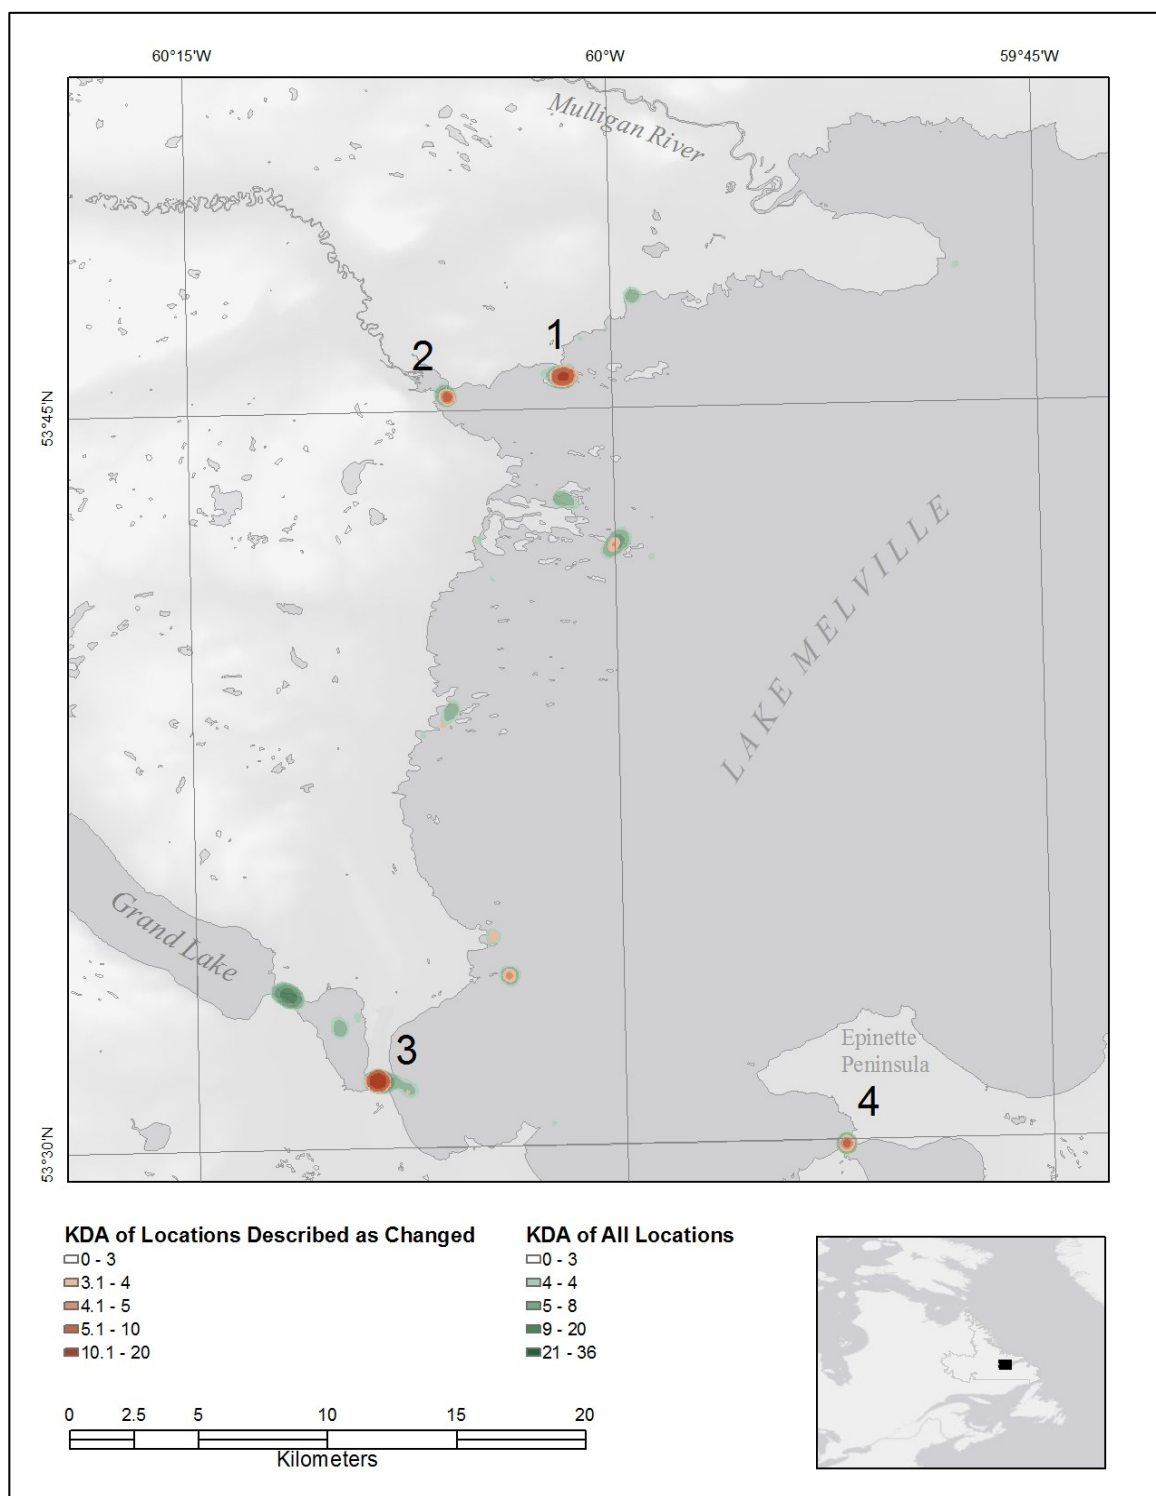 60°15'W 60°W 59°45'W
Mulligan River
1
2
53°45'N
LAKE MELVILLE
Grand Lake
3
Epinette
Peninsula
4
53°30'N
KDA of Locations Described as Changed
0 - 3
3.1 - 4
4.1 - 5
5.1 - 10
10.1 - 20
KDA of All Locations
0 - 3
4 - 4
5 - 8
9 - 20
21 - 36
0 2.5 5 10 15 20
Kilometers